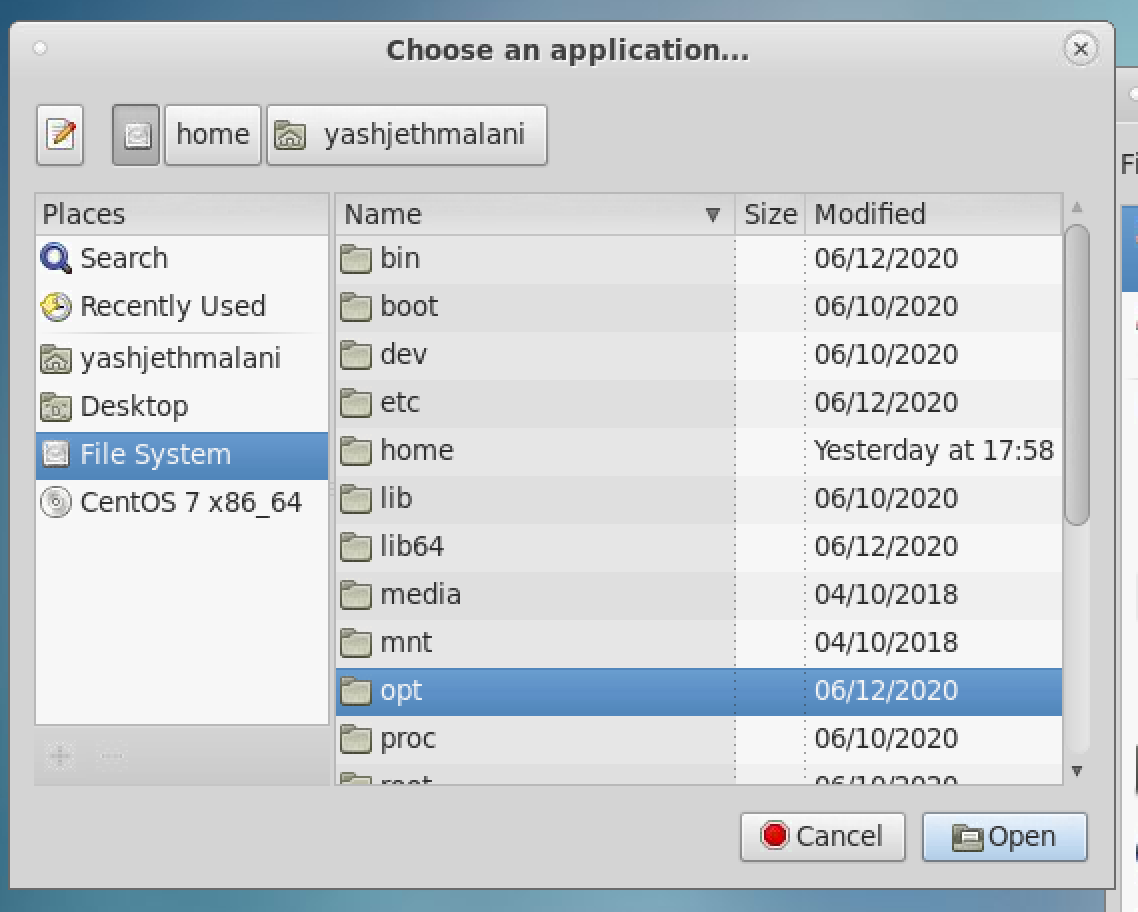 Choose an application...
home yashjethmalani
Places
Search
Recently Used
yashjethmalani
Desktop
File System
CentOS 7 x86_64
Name Size Modified
bin 06/12/2020
boot 06/10/2020
dev 06/10/2020
etc 06/12/2020
home Yesterday at 17:58
lib 06/10/2020
lib64 06/12/2020
media 04/10/2018
mnt 04/10/2018
opt 06/12/2020
proc 06/10/2020
Cancel Open